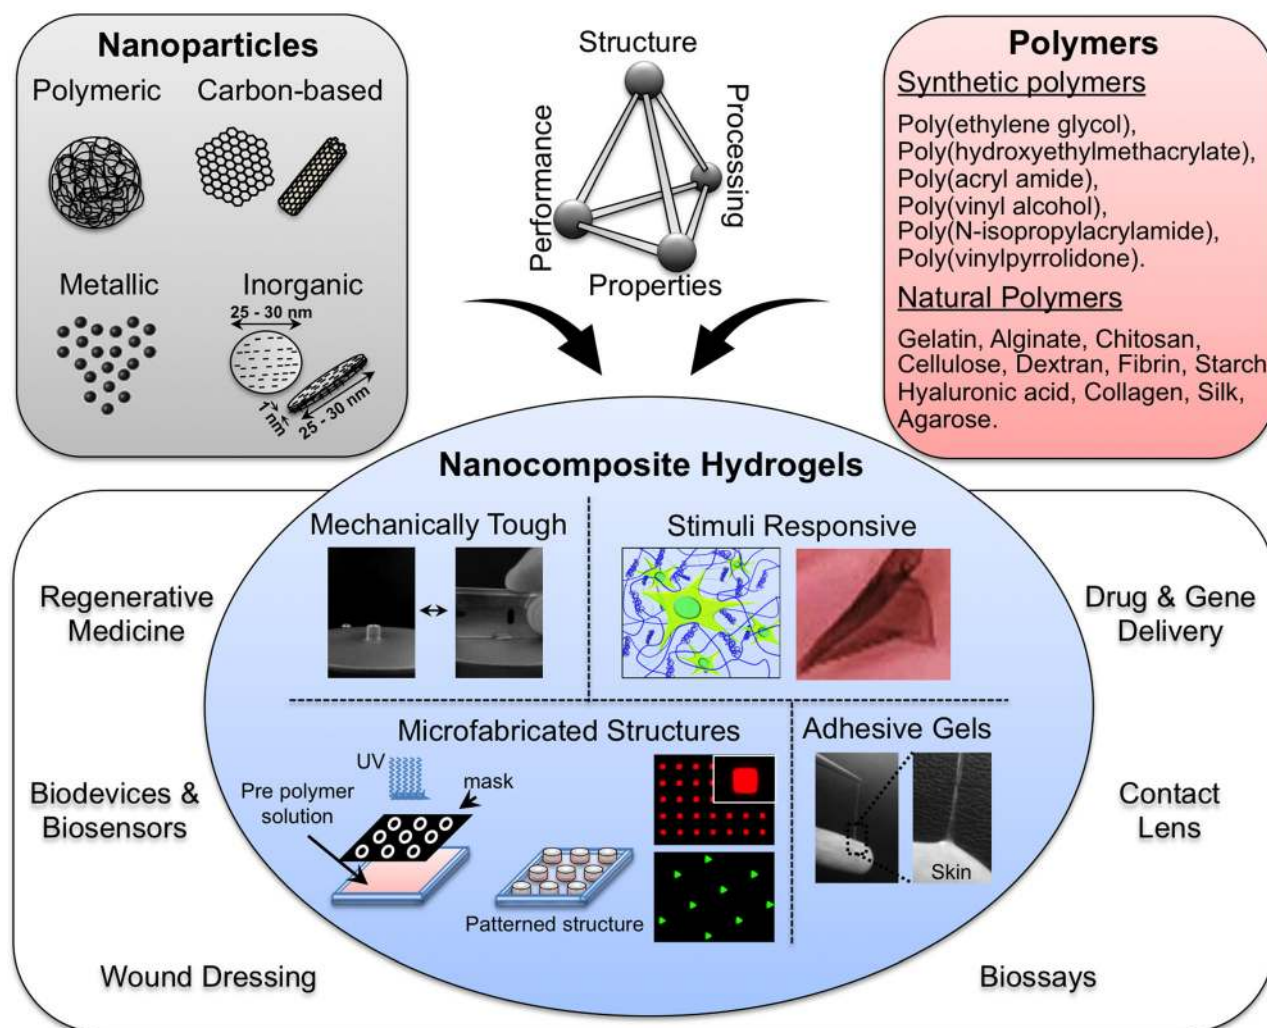 Nanoparticles
Polymeric
Carbon-based
Metallic
Inorganic
25 - 30 nm
1 nm
25 - 30 nm
Structure
Performance
Processing
Properties
Polymers
Synthetic polymers
Poly(ethylene glycol),
Poly(hydroxyethylmethacrylate),
Poly(acryl amide),
Poly(vinyl alcohol),
Poly(N-isopropylacrylamide),
Poly(vinylpyrrolidone).
Natural Polymers
Gelatin, Alginate, Chitosan,
Cellulose, Dextran, Fibrin, Starch
Hyaluronic acid, Collagen, Silk,
Agarose.
Nanocomposite Hydrogels
Mechanically Tough
Stimuli Responsive
Microfabricated Structures
UV
mask
Pre polymer
solution
Patterned structure
Adhesive Gels
Skin
Regenerative
Medicine
Biodevices &
Biosensors
Wound Dressing
Drug & Gene
Delivery
Contact
Lens
Biossays